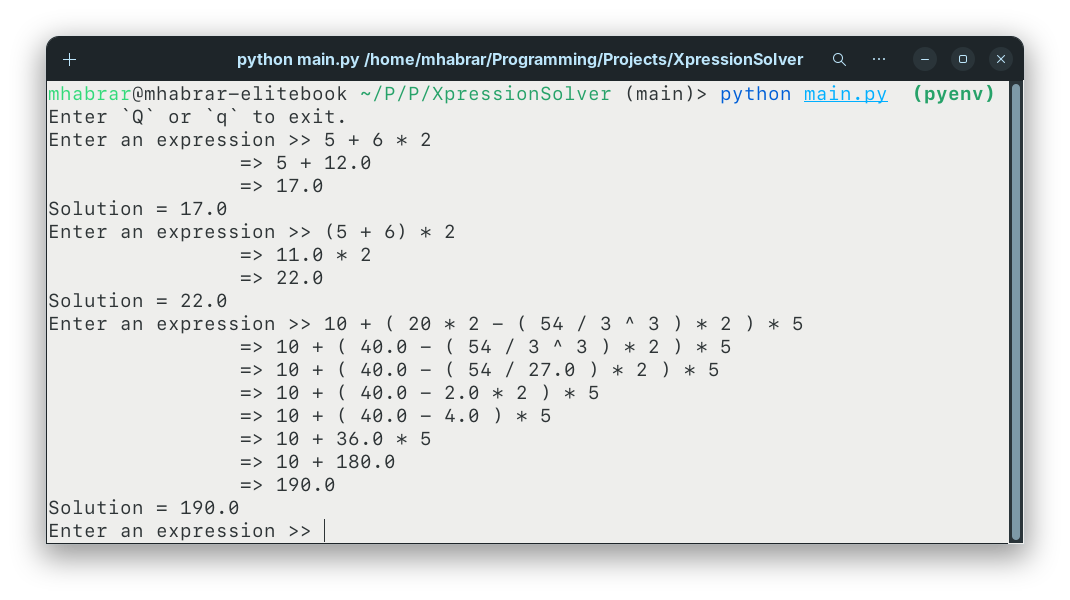 python main.py /home/mhabrar/Programming/Projects/XpressionSolver
mhabrar@mhabrar-elitebook ~/P/P/XpressionSolver (main)> python main.py  (pyenv)
Enter `Q` or `q` to exit.
Enter an expression >> 5 + 6 * 2
                => 5 + 12.0
                => 17.0
Solution = 17.0
Enter an expression >> (5 + 6) * 2
                => 11.0 * 2
                => 22.0
Solution = 22.0
Enter an expression >> 10 + ( 20 * 2 - ( 54 / 3 ^ 3 ) * 2 ) * 5
                => 10 + ( 40.0 - ( 54 / 3 ^ 3 ) * 2 ) * 5
                => 10 + ( 40.0 - ( 54 / 27.0 ) * 2 ) * 5
                => 10 + ( 40.0 - 2.0 * 2 ) * 5
                => 10 + ( 40.0 - 4.0 ) * 5
                => 10 + 36.0 * 5
                => 10 + 180.0
                => 190.0
Solution = 190.0
Enter an expression >>